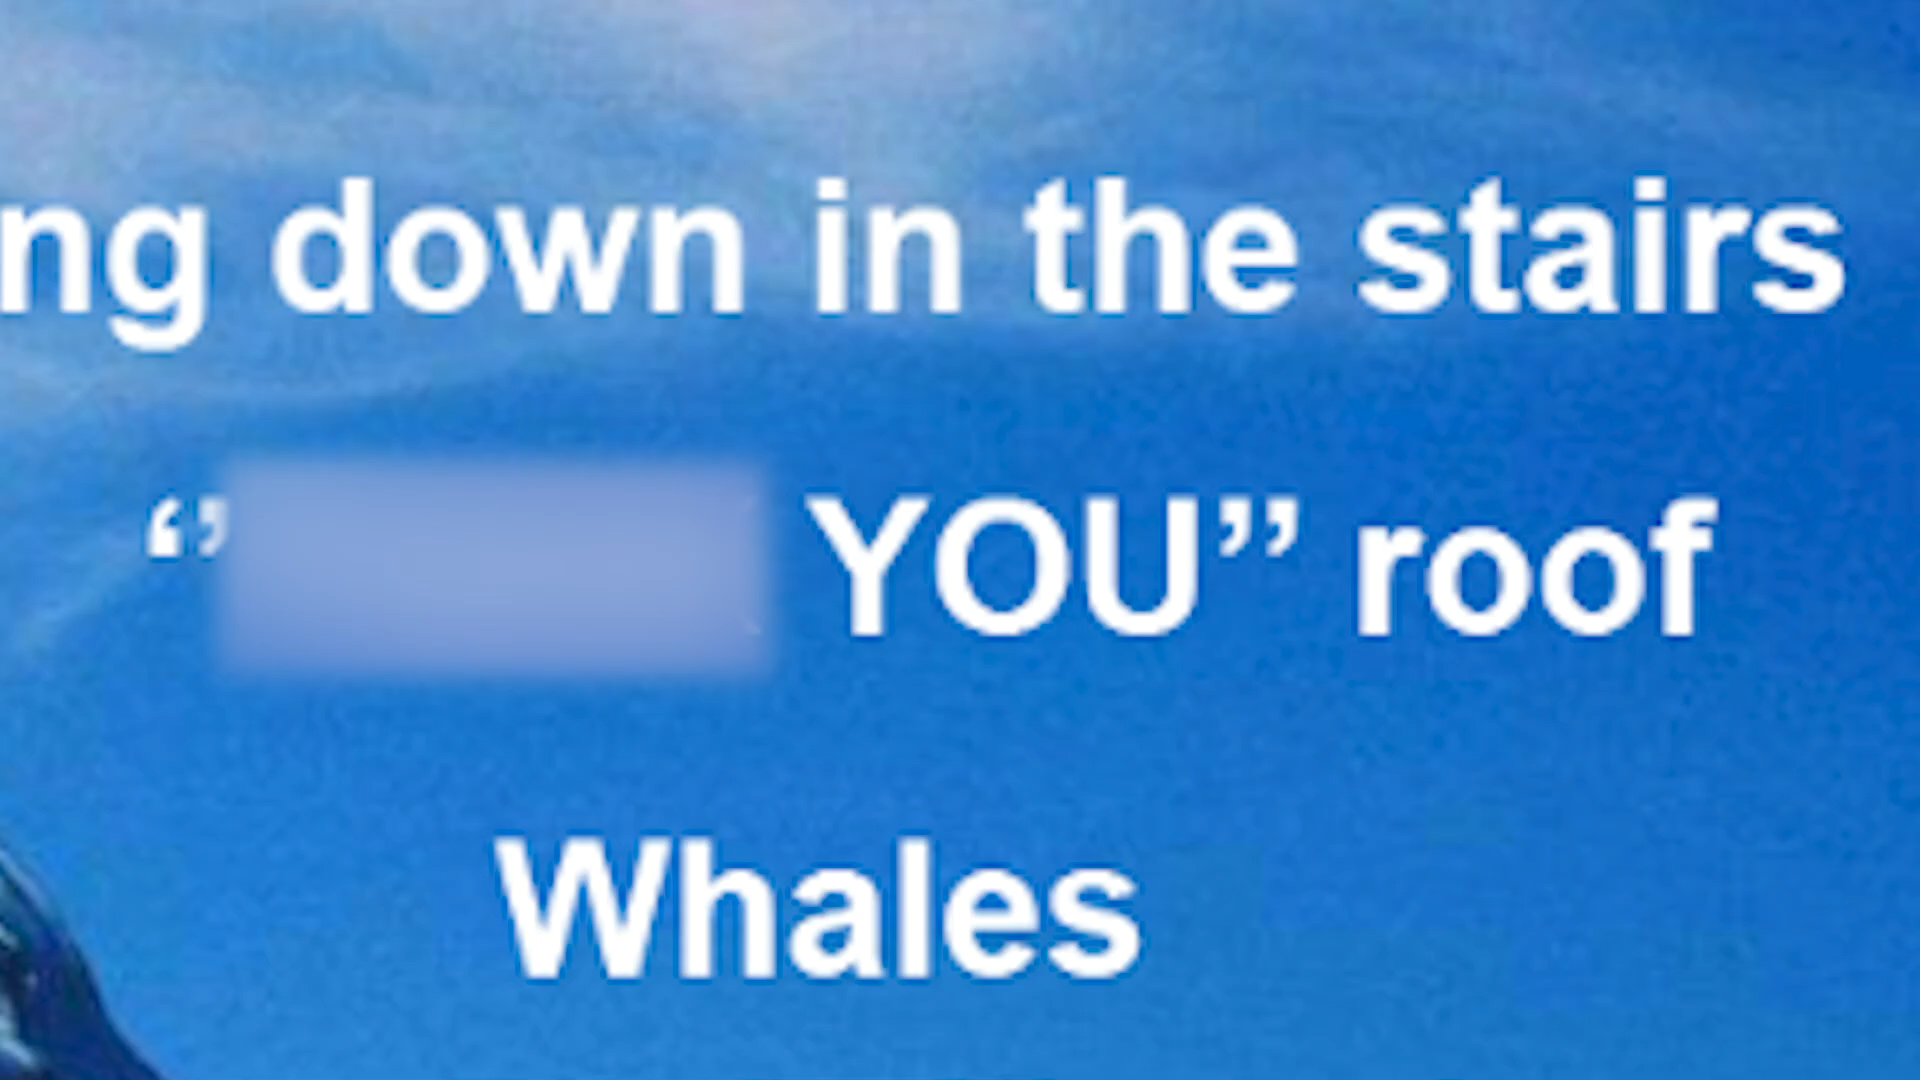 ng down in the stairs
‘’ YOU’’ roof
Whales